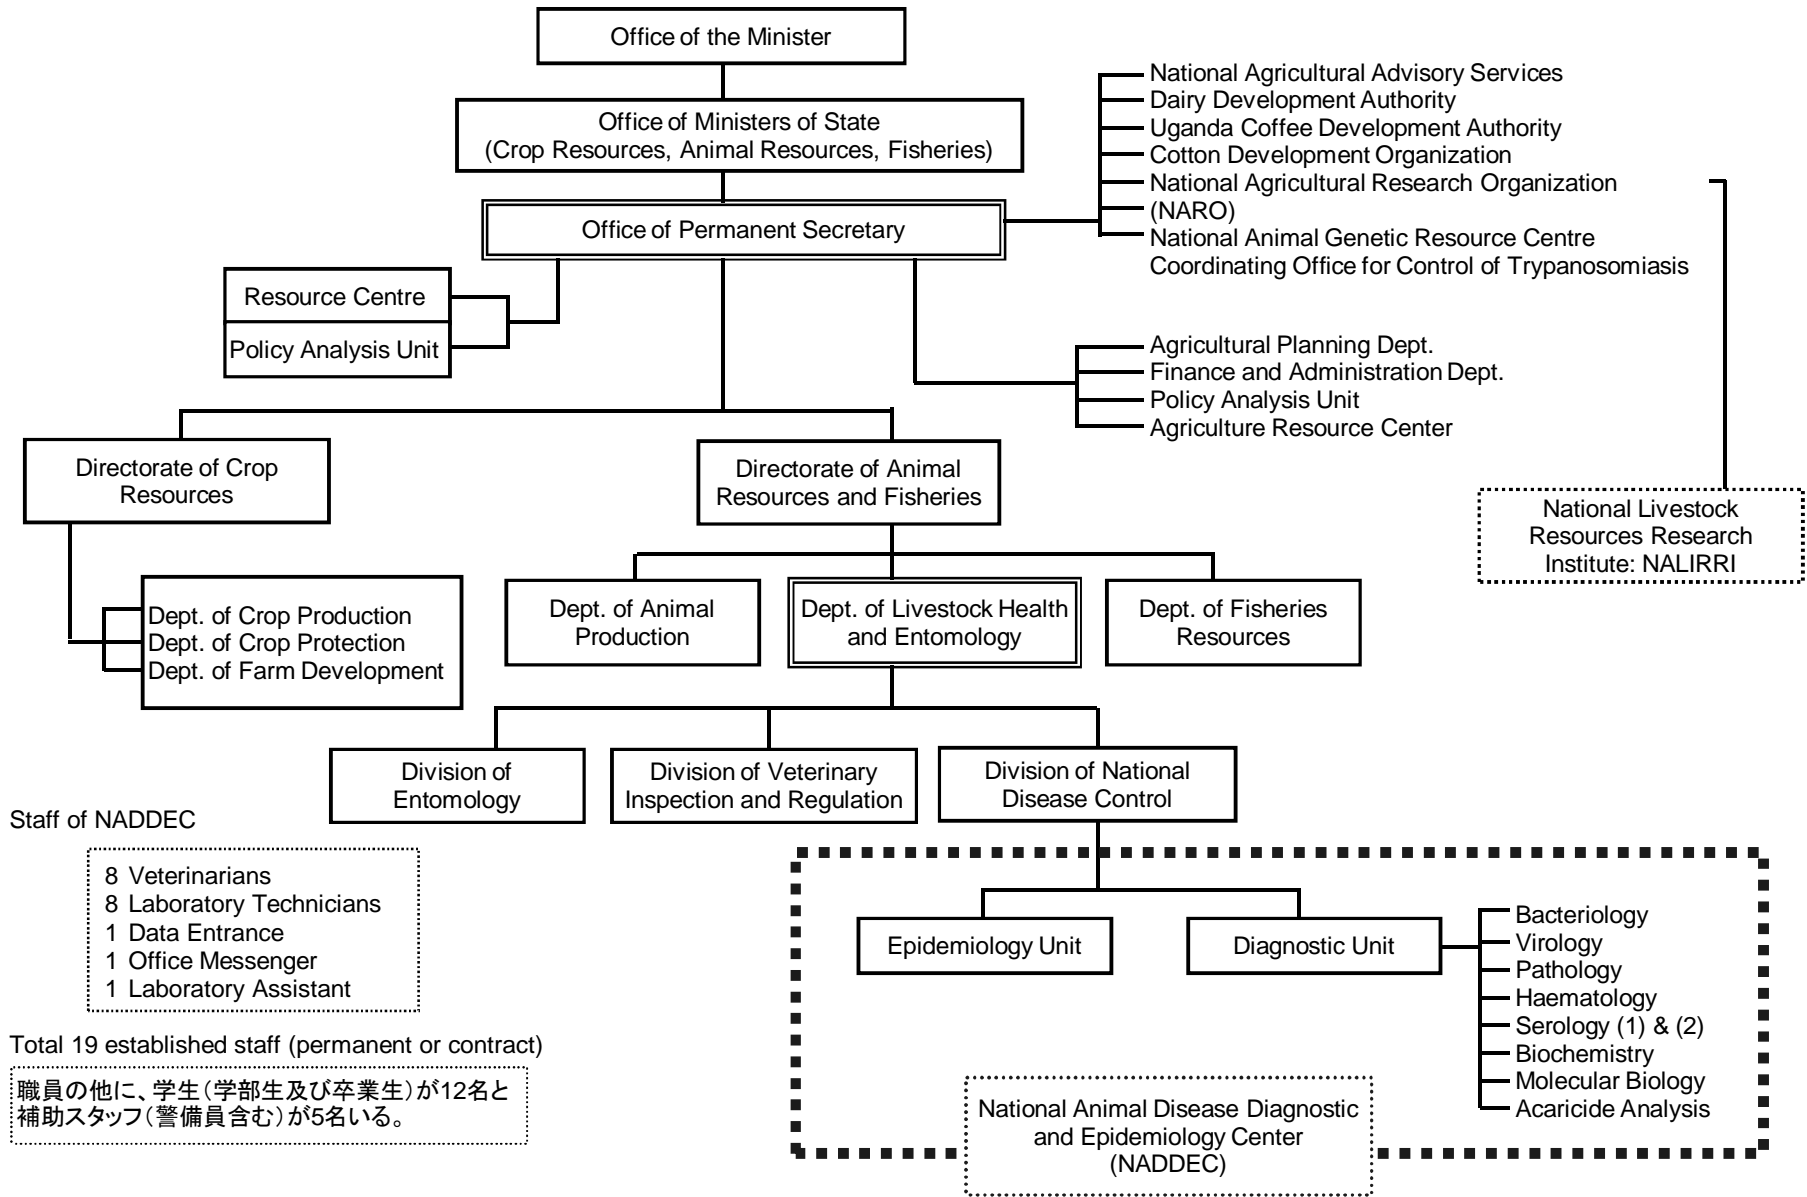 Office of the Minister
Office of Ministers of State
(Crop Resources, Animal Resources, Fisheries)
Office of Permanent Secretary
National Agricultural Advisory Services
Dairy Development Authority
Uganda Coffee Development Authority
Cotton Development Organization
National Agricultural Research Organization
(NARO)
National Animal Genetic Resource Centre
Coordinating Office for Control of Trypanosomiasis
Resource Centre
Policy Analysis Unit
Agricultural Planning Dept.
Finance and Administration Dept.
Policy Analysis Unit
Agriculture Resource Center
Directorate of Crop
Resources
Directorate of Animal
Resources and Fisheries
National Livestock
Resources Research
Institute: NALIRRI
Dept. of Crop Production
Dept. of Crop Protection
Dept. of Farm Development
Dept. of Animal
Production
Dept. of Livestock Health
and Entomology
Dept. of Fisheries
Resources
Division of
Entomology
Division of Veterinary
Inspection and Regulation
Division of National
Disease Control
Staff of NADDEC
8 Veterinarians
8 Laboratory Technicians
1 Data Entrance
1 Office Messenger
1 Laboratory Assistant
Total 19 established staff (permanent or contract)
職員の他に、学生（学部生及び卒業生）が12名と
補助スタッフ（警備員含む）が5名いる。
Epidemiology Unit
Diagnostic Unit
Bacteriology
Virology
Pathology
Haematology
Serology (1) & (2)
Biochemistry
Molecular Biology
Acaricide Analysis
National Animal Disease Diagnostic
and Epidemiology Center
(NADDEC)